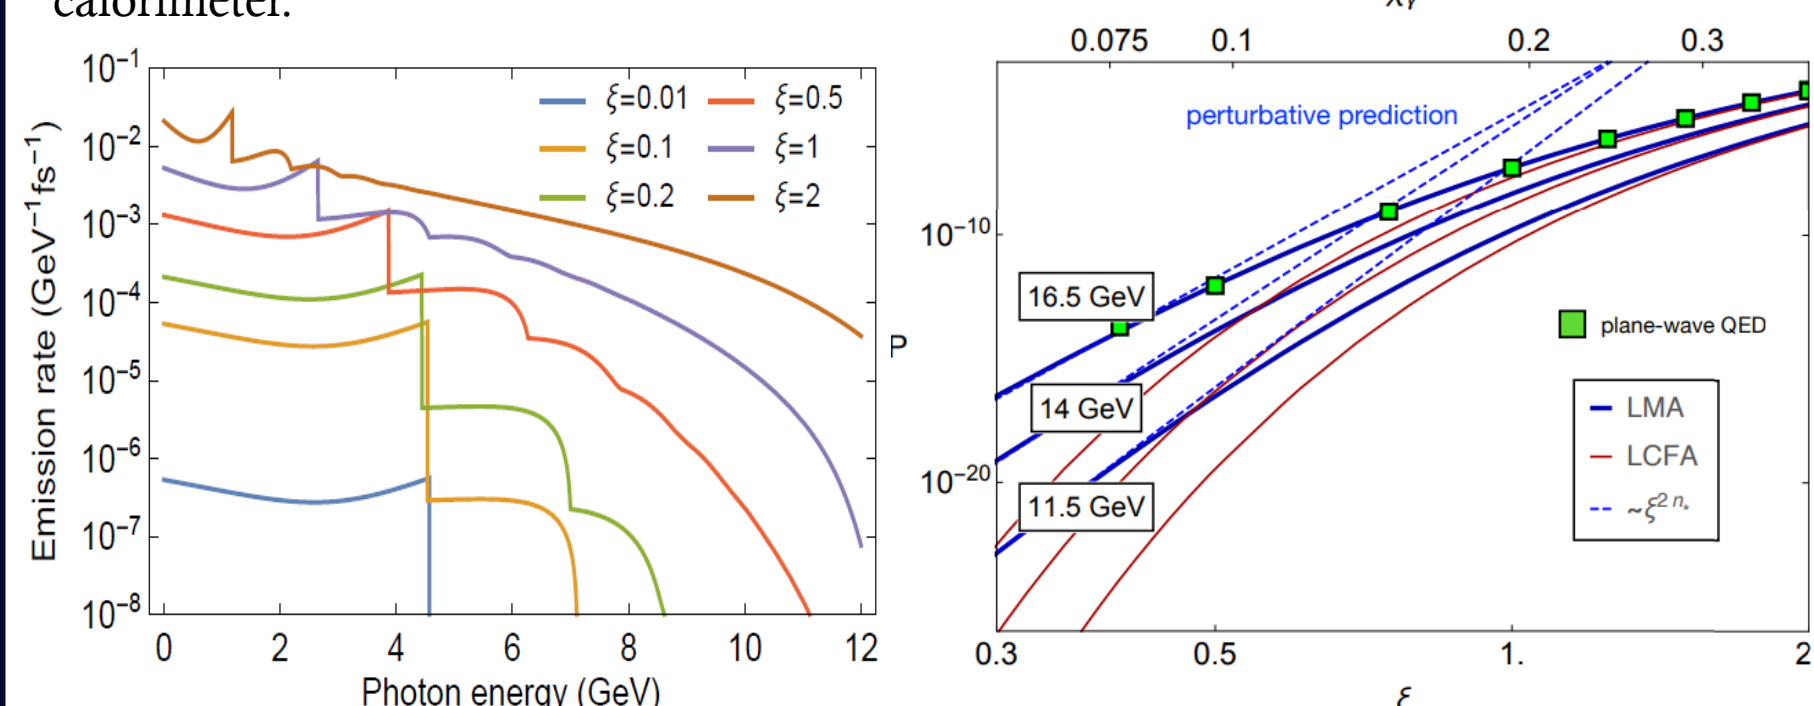 calorimeter.
10⁻¹
10⁻²
10⁻³
10⁻⁴
10⁻⁵
10⁻⁶
10⁻⁷
10⁻⁸
Emission rate (GeV⁻¹fs⁻¹)
ξ=0.01 ξ=0.5
ξ=0.1 ξ=1
ξ=0.2 ξ=2
0 2 4 6 8 10 12
Photon energy (GeV)
P
χγ
0.075 0.1 0.2 0.3
perturbative prediction
10⁻¹⁰
10⁻²⁰
16.5 GeV
14 GeV
11.5 GeV
plane-wave QED
LMA
LCFA
~ξ²ⁿ*
0.3 0.5 1. 2
ξ